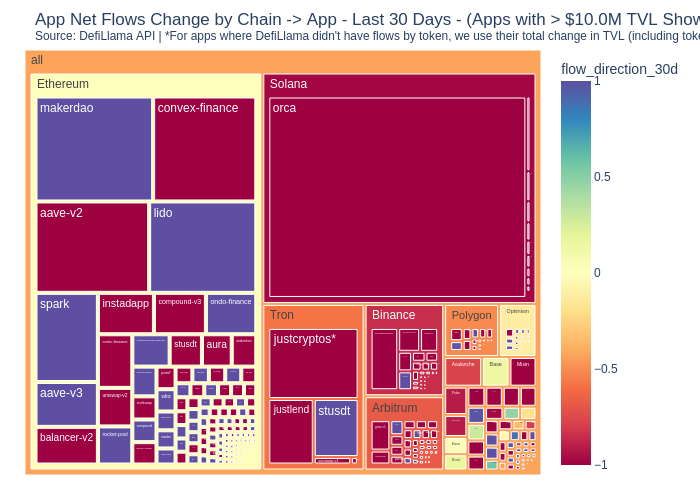 App Net Flows Change by Chain -> App - Last 30 Days - (Apps with > $10.0M TVL Show
Source: DefiLlama API | *For apps where DefiLlama didn't have flows by token, we use their total change in TVL (including toke
all
flow_direction_30d
Ethereum
Solana
makerdao
convex-finance
orca
aave-v2
lido
spark
instadapp
compound-v3
ondo-finance
stusdt
aura
aave-v3
uniswap-v2
balancer-v2
rocket-pool
Tron
justcryptos*
justlend
stusdt
Binance
Arbitrum
Polygon
Optimism
Avalanche
Base
Mixin
1
0.5
0
−0.5
−1